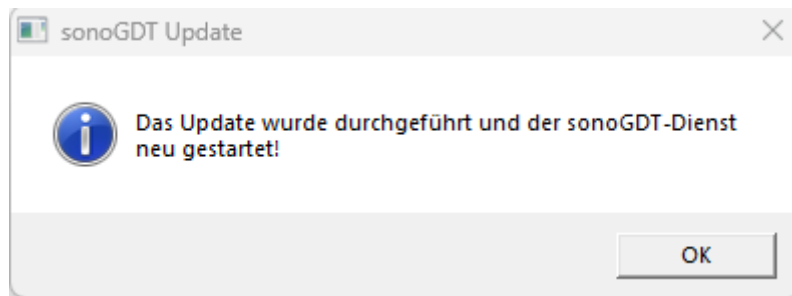 sonoGDT Update
Das Update wurde durchgeführt und der sonoGDT-Dienst
neu gestartet!
OK